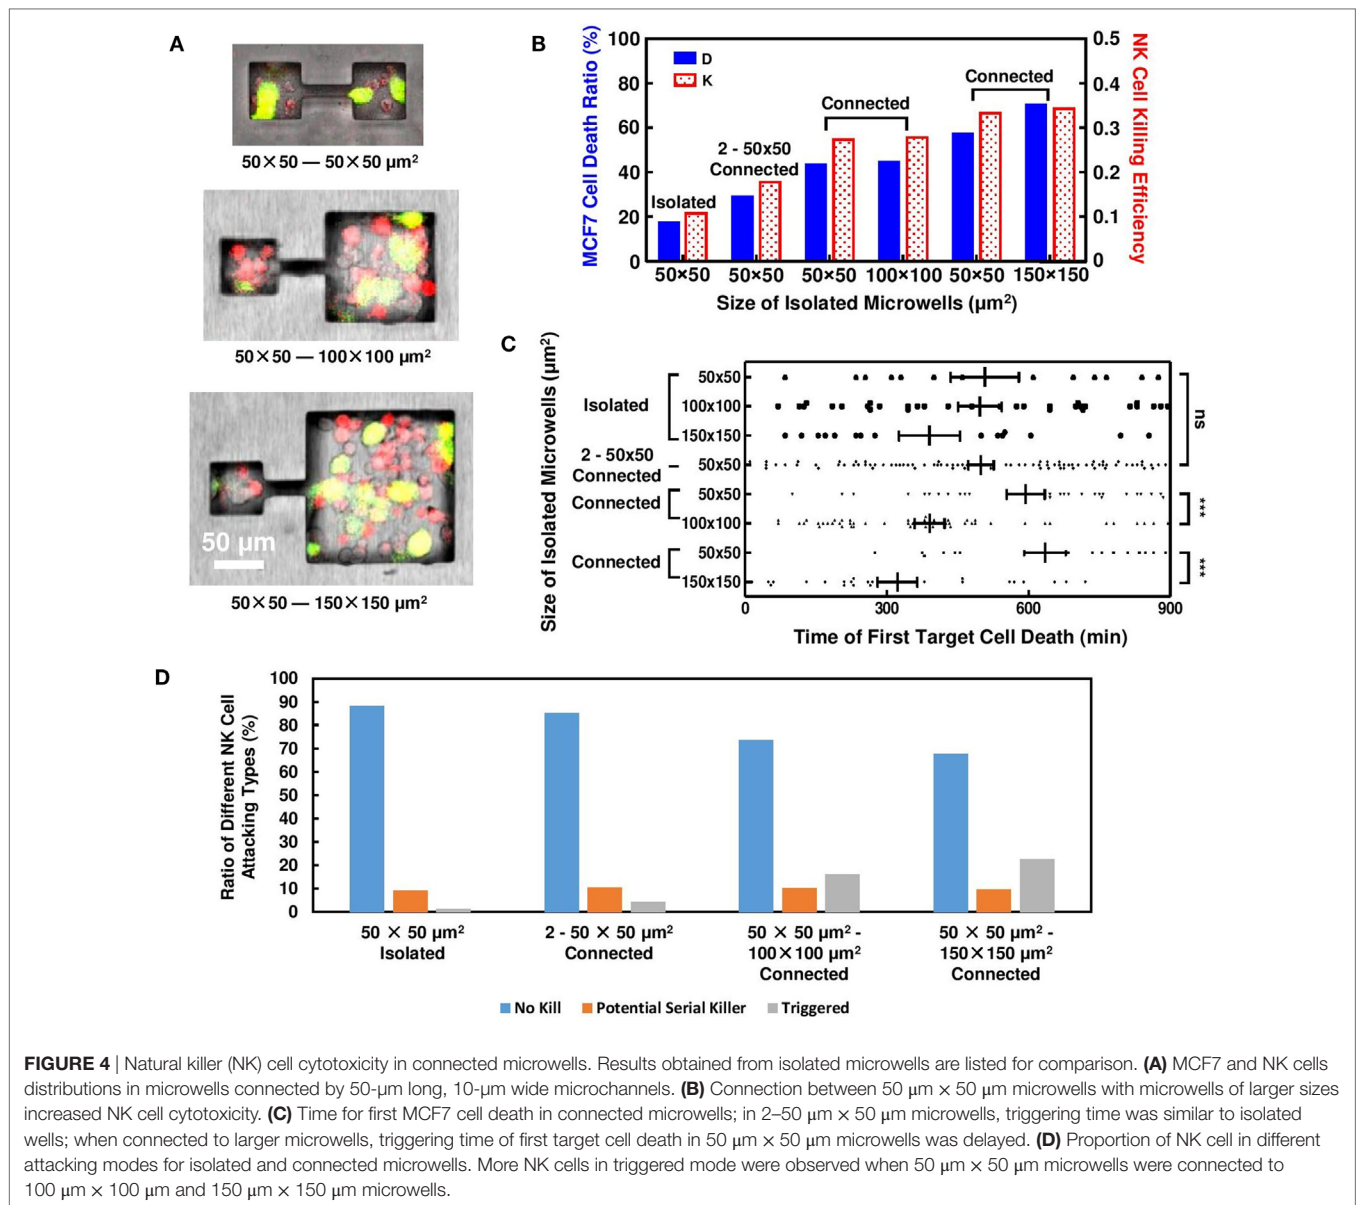 A
50×50 — 50×50 µm²
50×50 — 100×100 µm²
50 µm
50×50 — 150×150 µm²
B
MCF7 Cell Death Ratio (%)
100
80
60
40
20
0
D
K
Isolated
2 - 50x50
Connected
Connected
Connected
0.5
0.4
0.3
0.2
0.1
0
NK Cell Killing Efficiency
50×50 50×50 50×50 100×100 50×50 150×150
Size of Isolated Microwells (µm²)
C
Size of Isolated Microwells (µm²)
Isolated
2 - 50x50
Connected
Connected
Connected
50x50
100x100
150x150
50x50
50x50
100x100
50x50
150x150
ns
***
***
0 300 600 900
Time of First Target Cell Death (min)
D
Ratio of Different NK Cell
Attacking Types (%)
100
90
80
70
60
50
40
30
20
10
0
50 × 50 µm²
Isolated
2 - 50 × 50 µm²
Connected
50 × 50 µm² -
100×100 µm²
Connected
50 × 50 µm² -
150×150 µm²
Connected
No Kill Potential Serial Killer Triggered
FIGURE 4 | Natural killer (NK) cell cytotoxicity in connected microwells. Results obtained from isolated microwells are listed for comparison. (A) MCF7 and NK cells
distributions in microwells connected by 50-µm long, 10-µm wide microchannels. (B) Connection between 50 µm × 50 µm microwells with microwells of larger sizes
increased NK cell cytotoxicity. (C) Time for first MCF7 cell death in connected microwells; in 2–50 µm × 50 µm microwells, triggering time was similar to isolated
wells; when connected to larger microwells, triggering time of first target cell death in 50 µm × 50 µm microwells was delayed. (D) Proportion of NK cell in different
attacking modes for isolated and connected microwells. More NK cells in triggered mode were observed when 50 µm × 50 µm microwells were connected to
100 µm × 100 µm and 150 µm × 150 µm microwells.